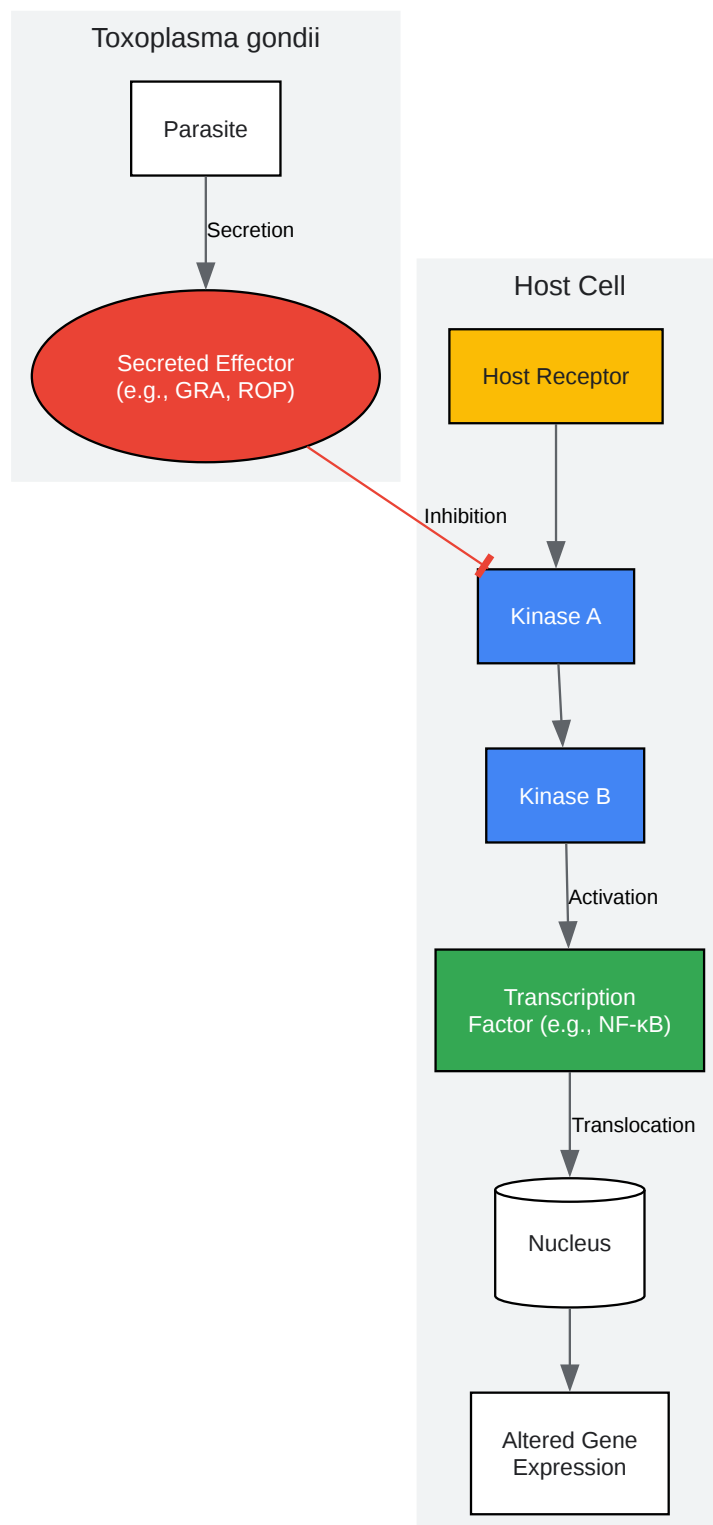 Toxoplasma gondii
Parasite
Secretion
Secreted Effector
(e.g., GRA, ROP)
Host Cell
Host Receptor
Inhibition
Kinase A
Kinase B
Activation
Transcription
Factor (e.g., NF-κB)
Translocation
Nucleus
Altered Gene
Expression